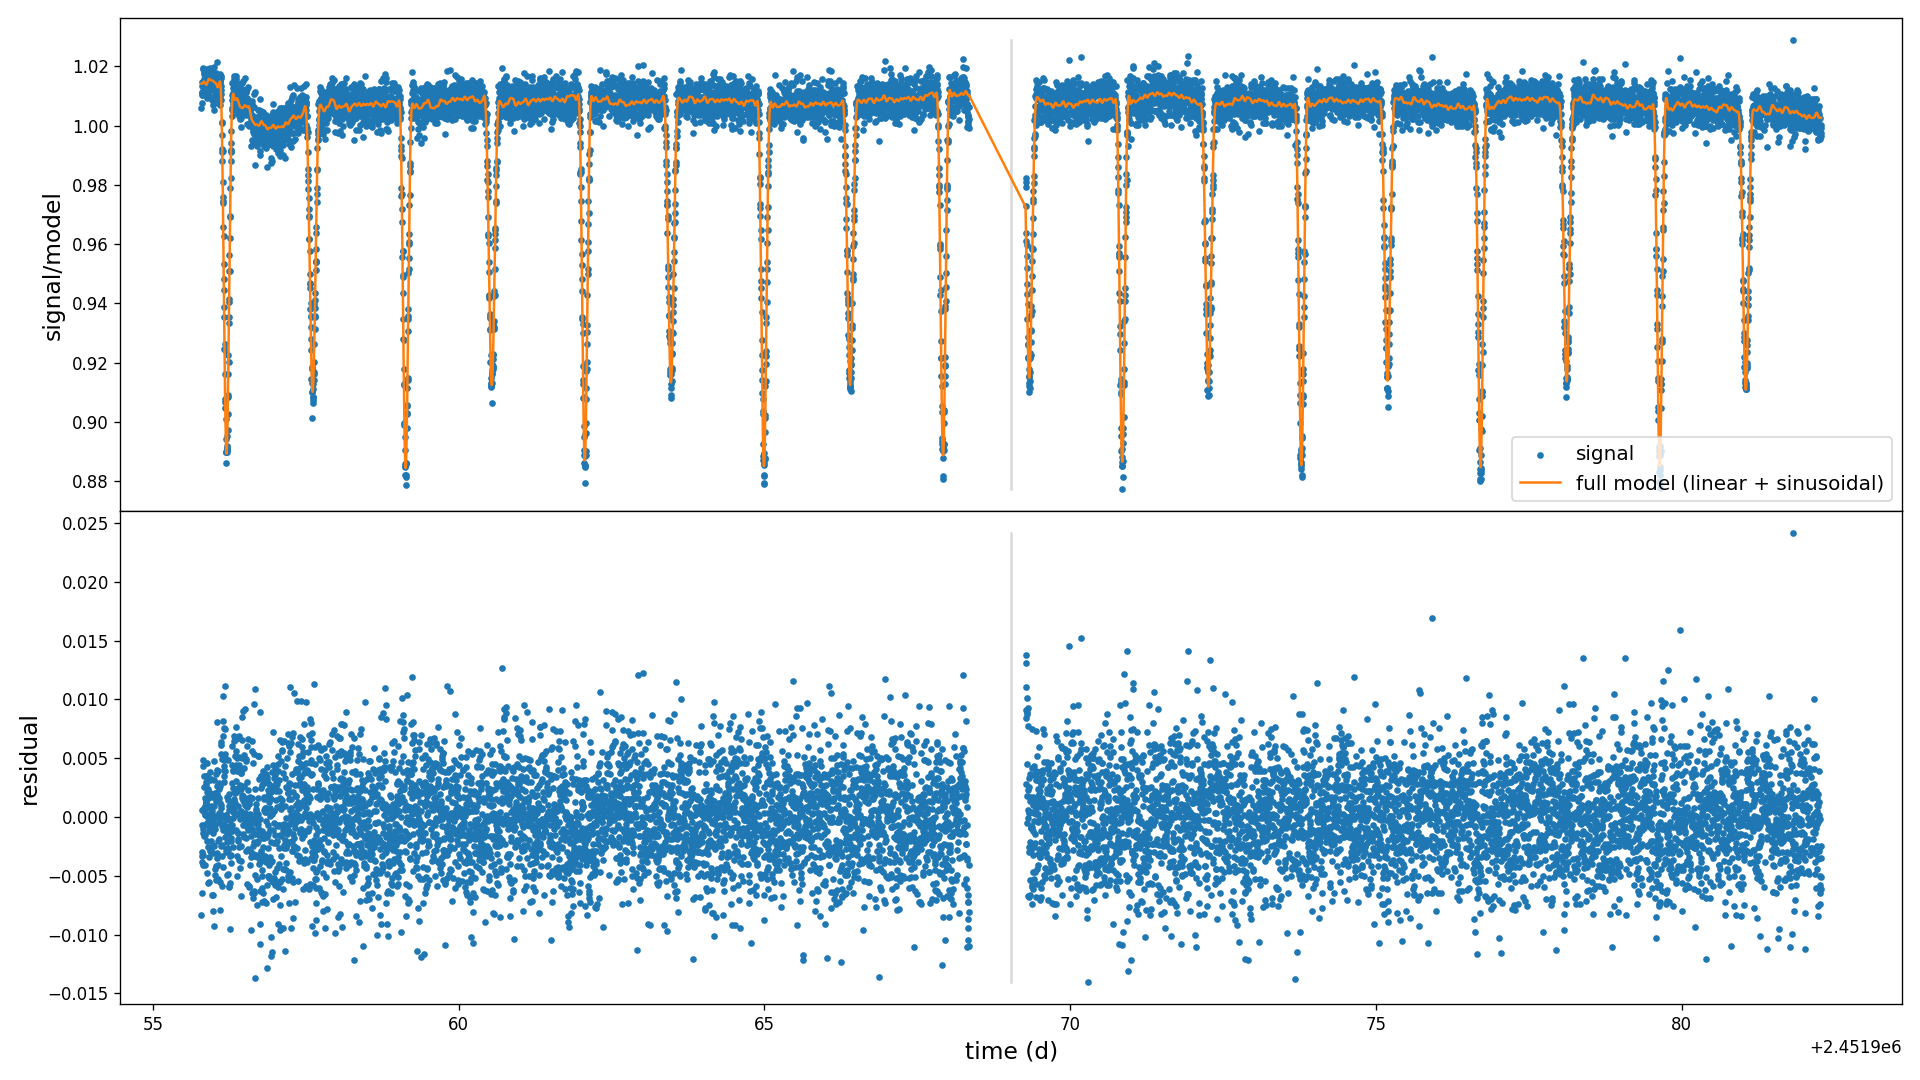 signal/model
1.02
1.00
0.98
0.96
0.94
0.92
0.90
0.88
signal
full model (linear + sinusoidal)
residual
0.025
0.020
0.015
0.010
0.005
0.000
−0.005
−0.010
−0.015
55 60 65 70 75 80
time (d)
+2.4519e6